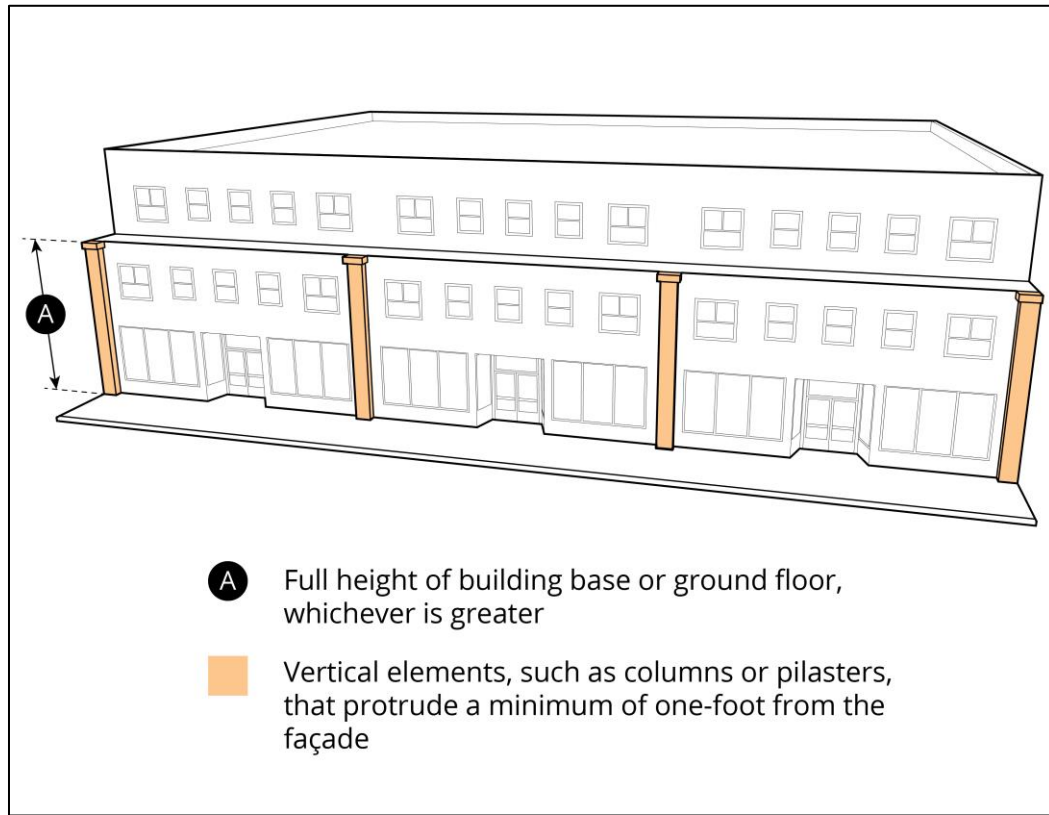 A
A Full height of building base or ground floor,
whichever is greater
Vertical elements, such as columns or pilasters,
that protrude a minimum of one-foot from the
façade